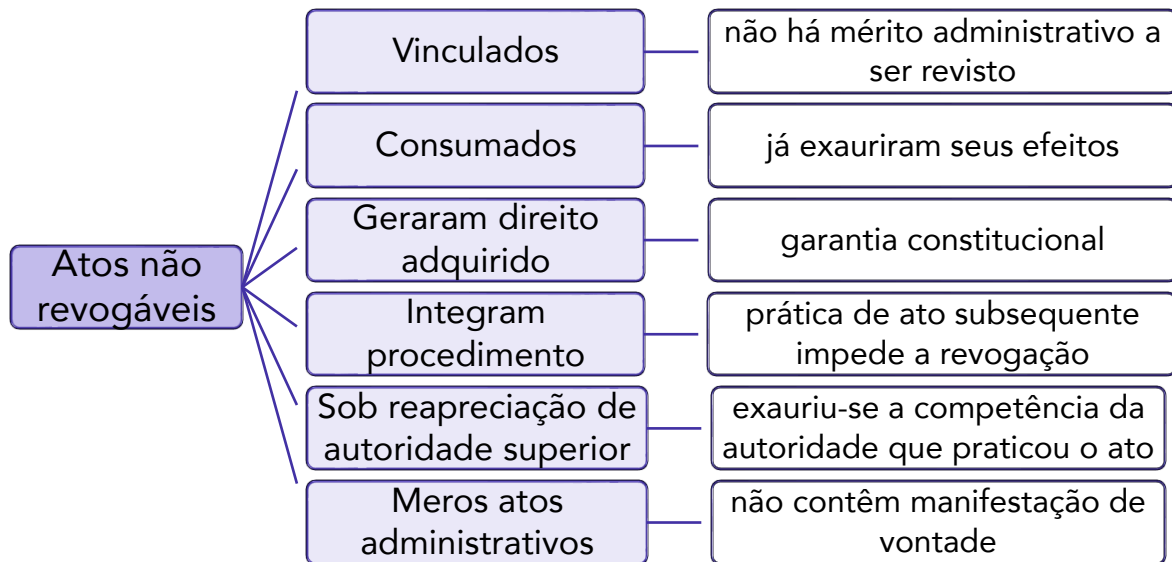 Atos não
revogáveis
Vinculados
não há mérito administrativo a
ser revisto
Consumados
já exauriram seus efeitos
Geraram direito
adquirido
garantia constitucional
Integram
procedimento
prática de ato subsequente
impede a revogação
Sob reapreciação de
autoridade superior
exauriu-se a competência da
autoridade que praticou o ato
Meros atos
administrativos
não contêm manifestação de
vontade